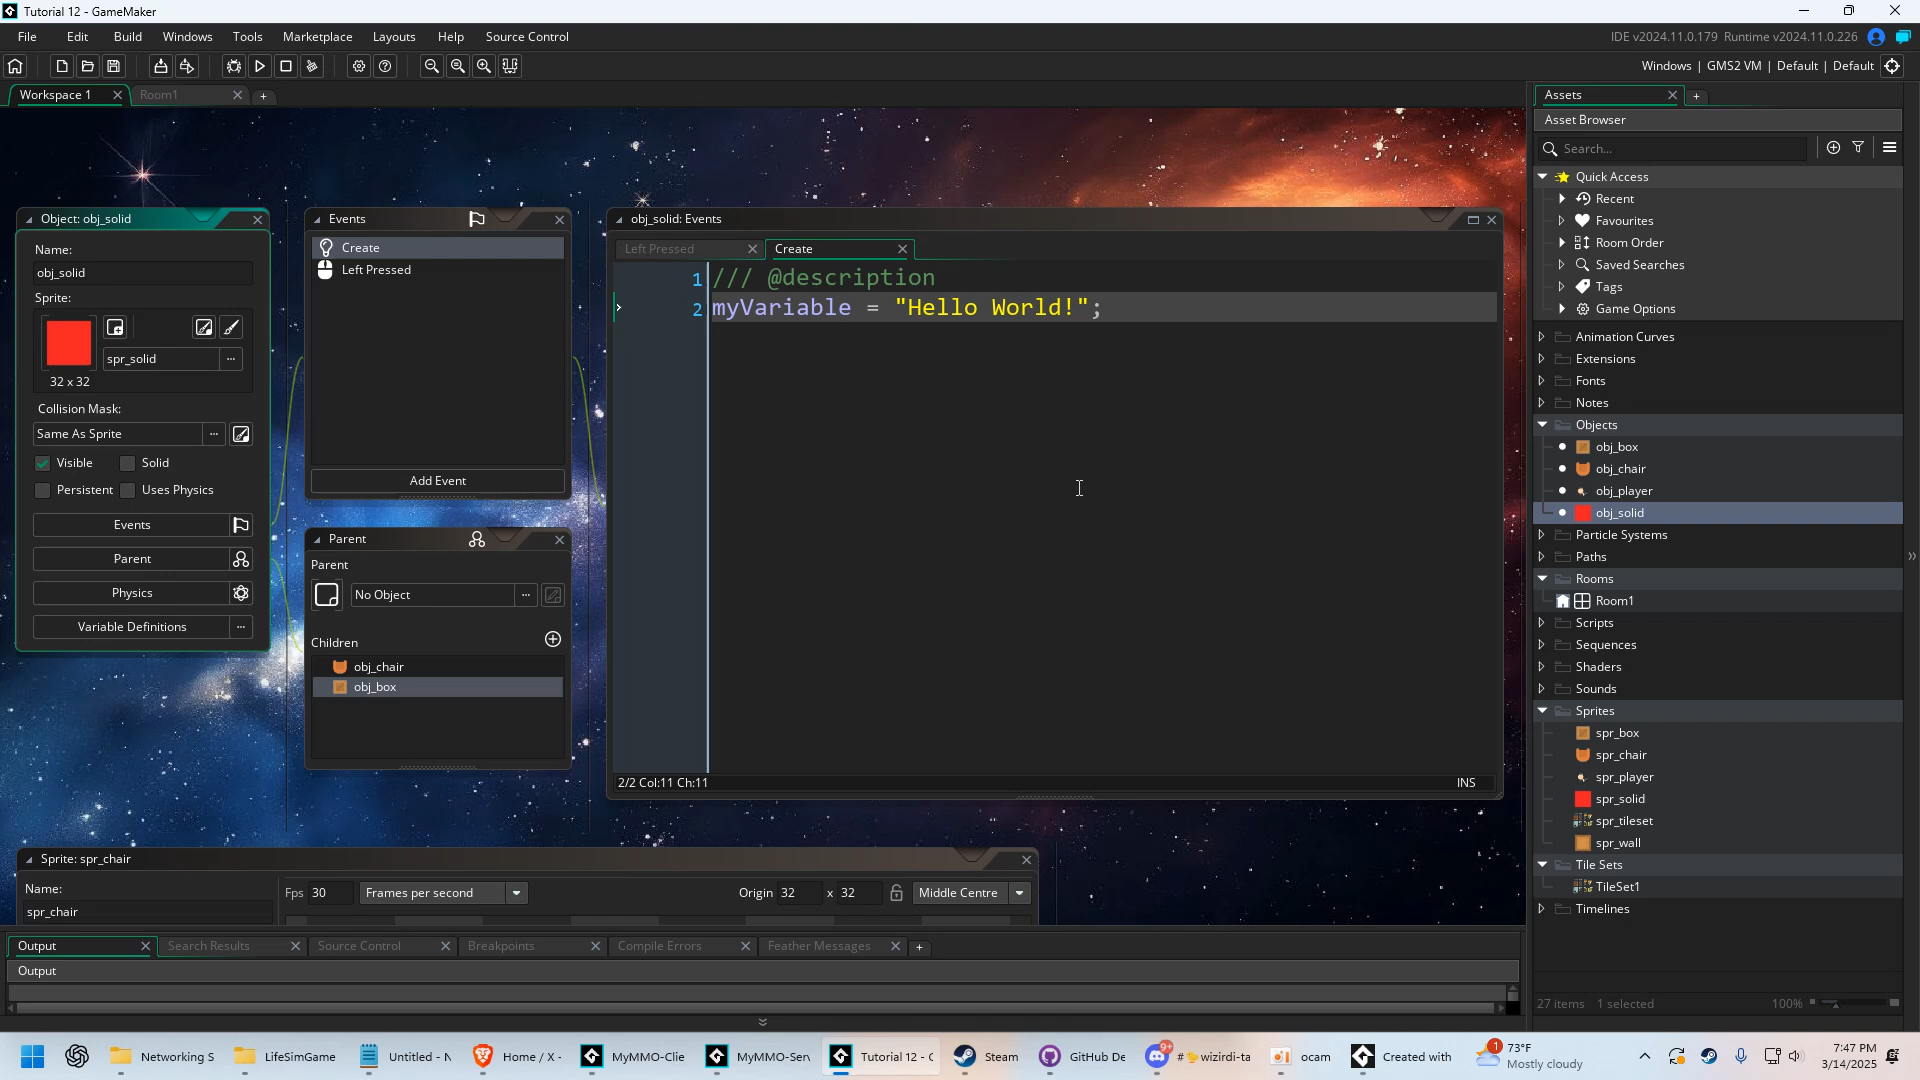 Tutorial 12 - GameMaker
File Edit Build Windows Tools Marketplace Layouts Help Source Control
IDE v2024.11.0.179 Runtime v2024.11.0.226
Windows | GMS2 VM | Default | Default
Workspace 1
Room1
Assets
Asset Browser
Search...
Quick Access
Recent
Favourites
Room Order
Saved Searches
Tags
Game Options
Animation Curves
Extensions
Fonts
Notes
Objects
obj_box
obj_chair
obj_player
obj_solid
Particle Systems
Paths
Rooms
Room1
Scripts
Sequences
Shaders
Sounds
Sprites
spr_box
spr_chair
spr_player
spr_solid
spr_tileset
spr_wall
Tile Sets
TileSet1
Timelines
27 items 1 selected
100%
Object: obj_solid
Name:
obj_solid
Sprite:
spr_solid
32 x 32
Collision Mask:
Same As Sprite
Visible Solid
Persistent Uses Physics
Events
Parent
Physics
Variable Definitions
Events
Create
Left Pressed
Add Event
Parent
Parent
No Object
Children
obj_chair
obj_box
obj_solid: Events
Left Pressed
Create
1 /// @description
2 myVariable = "Hello World!";
2/2 Col:11 Ch:11
INS
Sprite: spr_chair
Name:
spr_chair
Fps 30 Frames per second
Origin 32 x 32 Middle Centre
Output Search Results Source Control Breakpoints Compile Errors Feather Messages
Output
Networking S
LifeSimGame
Untitled - N
Home / X -
MyMMO-Clie
MyMMO-Serv
Tutorial 12 - G
Steam
GitHub De
9+
# wizirdi-ta
ocam
Created with
1
73°F
Mostly cloudy
7:47 PM
3/14/2025